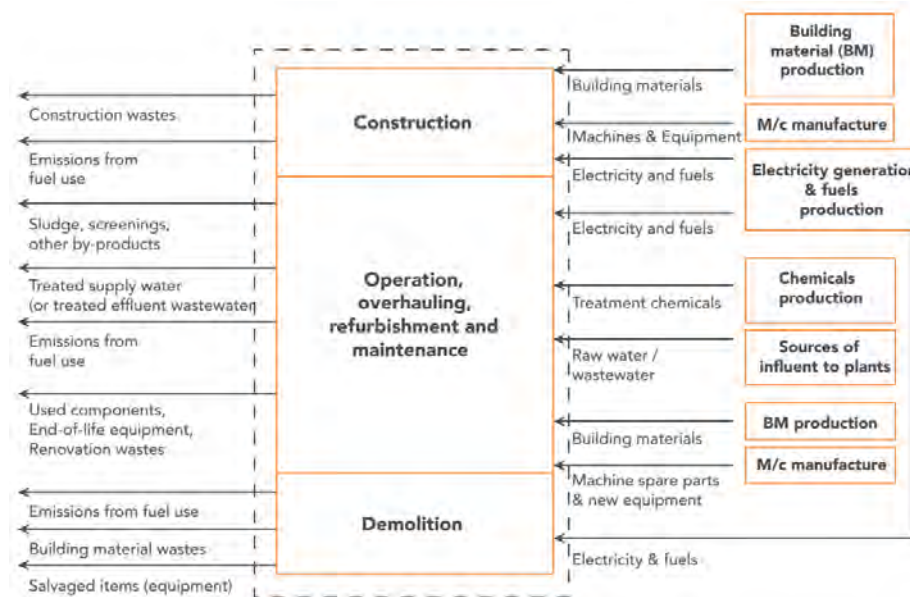 Construction wastes
Emissions from
fuel use
Sludge, screenings,
other by-products
Treated supply water
(or treated effluent wastewater
Emissions from
fuel use
Used components,
End-of-life equipment,
Renovation wastes
Emissions from fuel use
Building material wastes
Salvaged items (equipment)
Construction
Operation,
overhauling,
refurbishment and
maintenance
Demolition
Building materials
Machines & Equipment
Electricity and fuels
Electricity and fuels
Treatment chemicals
Raw water /
wastewater
Building materials
Machine spare parts
& new equipment
Electricity & fuels
Building
material (BM)
production
M/c manufacture
Electricity generation
& fuels
production
Chemicals
production
Sources of
influent to plants
BM production
M/c manufacture